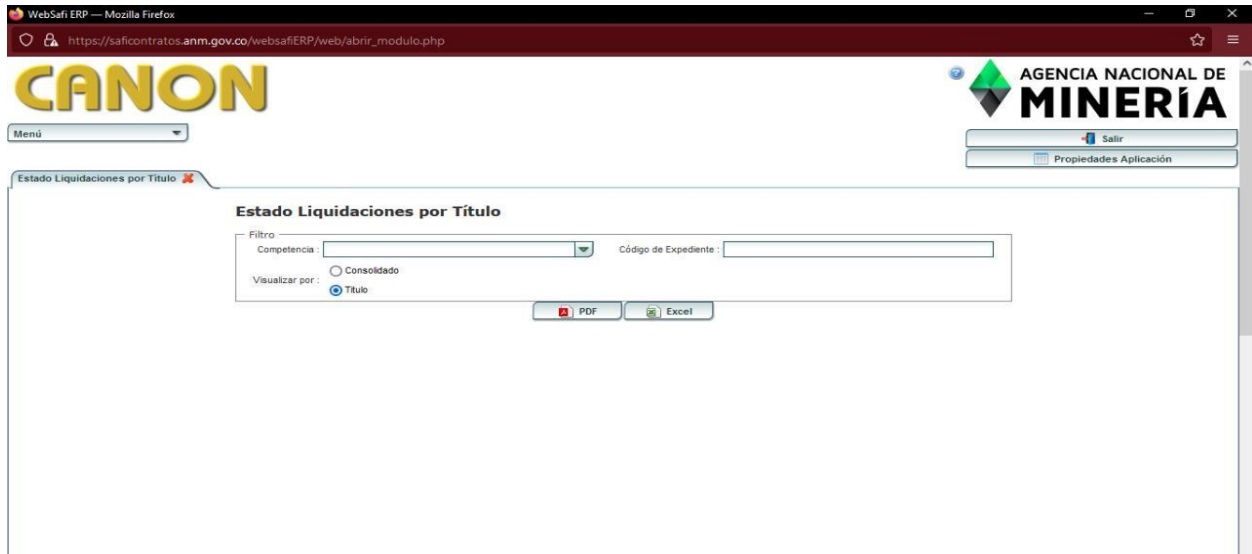 WebSafi ERP — Mozilla Firefox
https://saficontratos.anm.gov.co/websafiERP/web/abrir_modulo.php
CANON
AGENCIA NACIONAL DE
MINERÍA
Menú
Salir
Propiedades Aplicación
Estado Liquidaciones por Título
Estado Liquidaciones por Título
Filtro
Competencia :
Código de Expediente :
Visualizar por :
Consolidado
Titulo
PDF
Excel